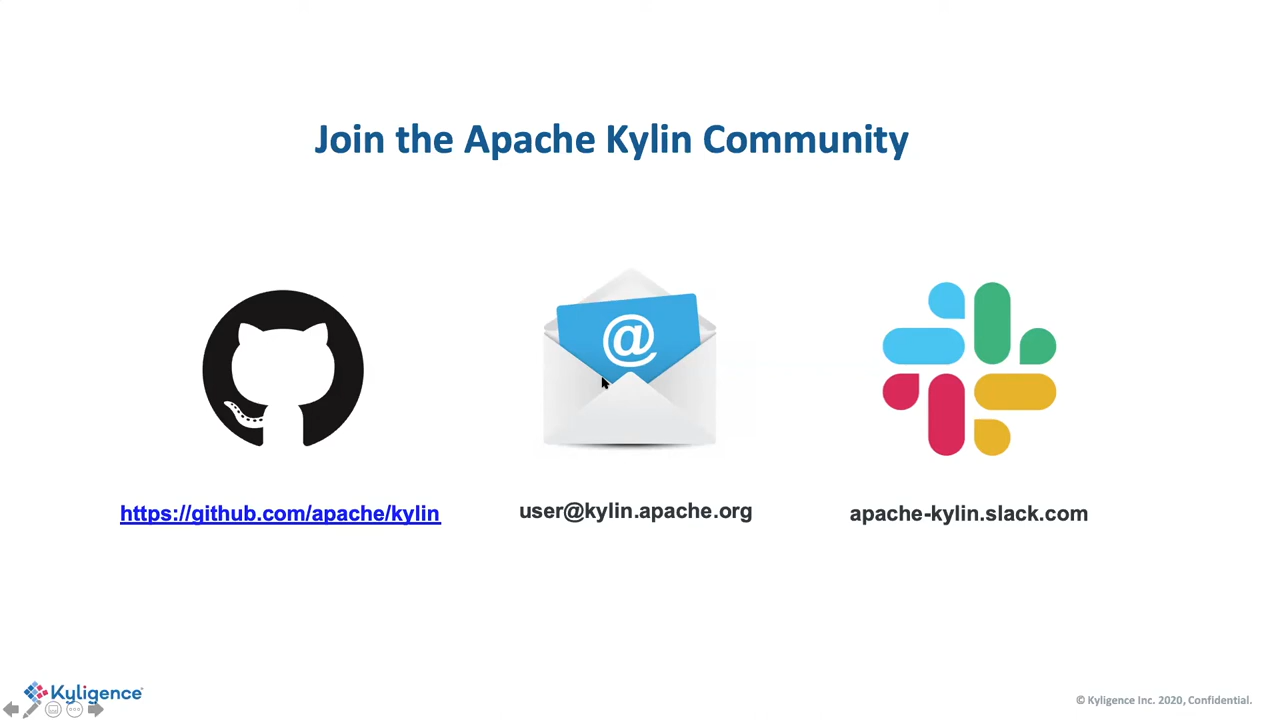 Join the Apache Kylin Community
@
https://github.com/apache/kylin
user@kylin.apache.org
apache-kylin.slack.com
Kyligence
© Kyligence Inc. 2020, Confidential.